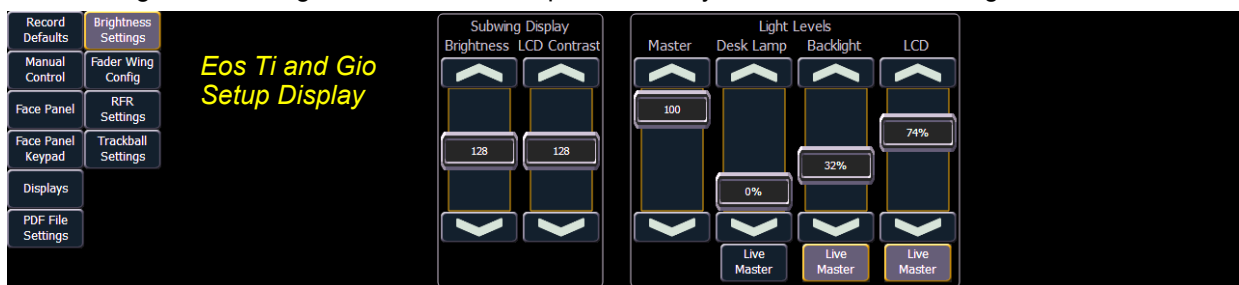 Record Defaults
Brightness Settings
Manual Control
Fader Wing Config
Face Panel
RFR Settings
Face Panel Keypad
Trackball Settings
Displays
PDF File Settings
Eos Ti and Gio
Setup Display
Subwing Display
Brightness LCD Contrast
128 128
Light Levels
Master Desk Lamp Backlight LCD
100
0%
32%
74%
Live Master
Live Master
Live Master